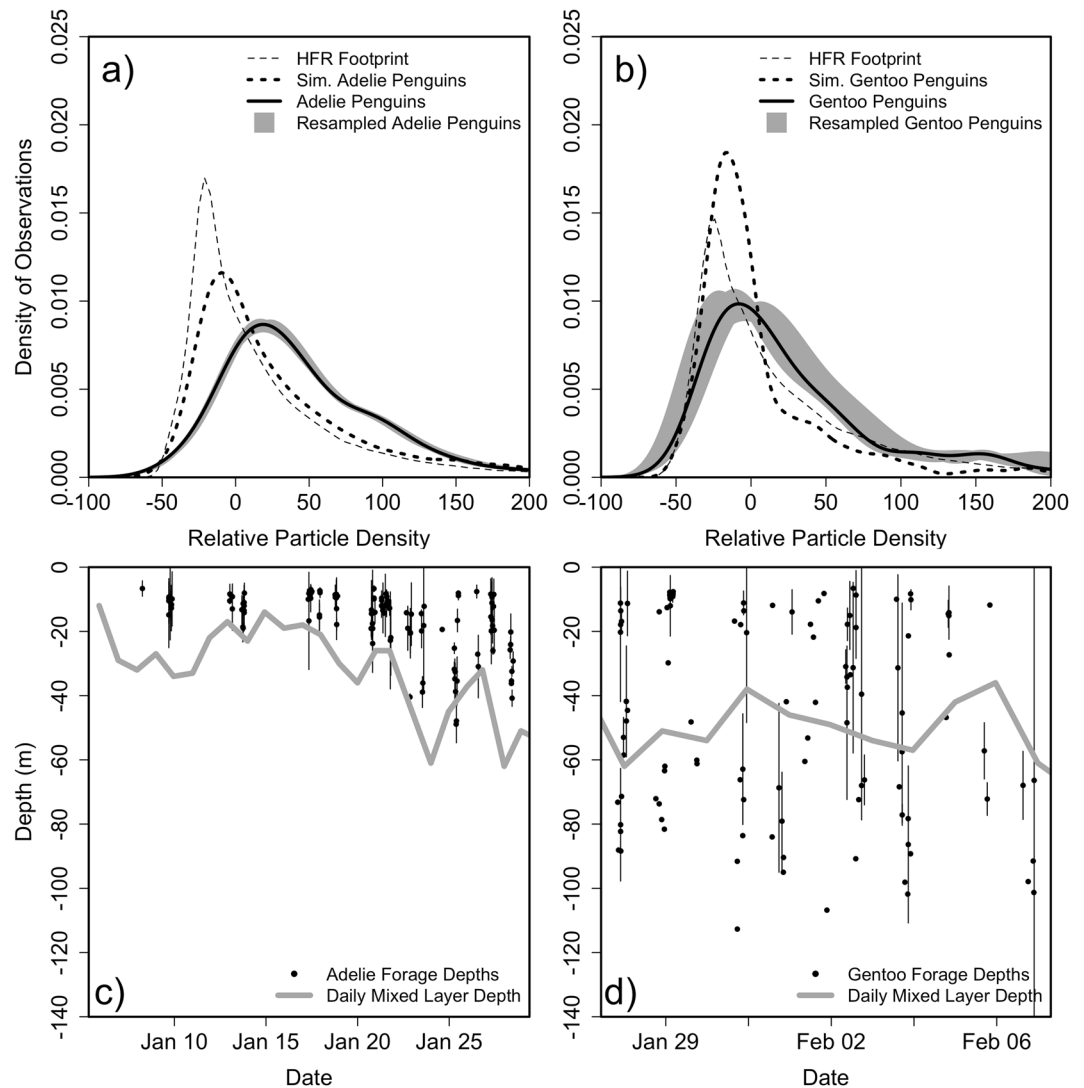 a)
HFR Footprint
Sim. Adelie Penguins
Adelie Penguins
Resampled Adelie Penguins
Density of Observations
0.025
0.020
0.015
0.010
0.005
0.000
-100 -50 0 50 100 150 200
Relative Particle Density
b)
HFR Footprint
Sim. Gentoo Penguins
Gentoo Penguins
Resampled Gentoo Penguins
0.025
0.020
0.015
0.010
0.005
0.000
-100 -50 0 50 100 150 200
Relative Particle Density
Depth (m)
0
-20
-40
-60
-80
-100
-120
-140
c)
Adelie Forage Depths
Daily Mixed Layer Depth
Jan 10 Jan 15 Jan 20 Jan 25
Date
0
-20
-40
-60
-80
-100
-120
-140
d)
Gentoo Forage Depths
Daily Mixed Layer Depth
Jan 29 Feb 02 Feb 06
Date